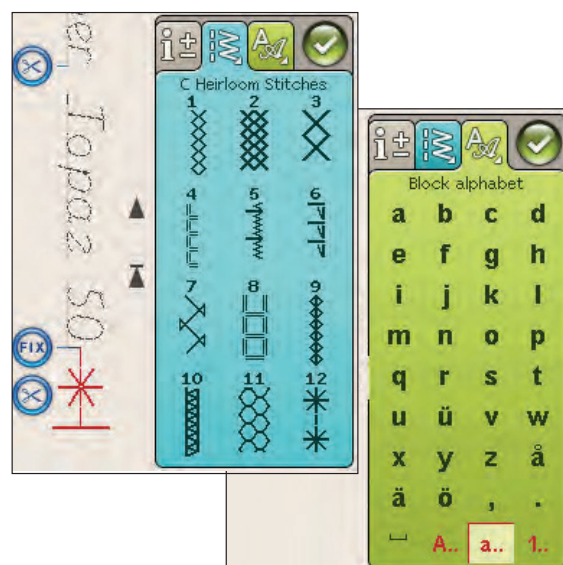 er Topaz 50
FIX
C Heirloom Stitches
1 2 3
4 5 6
7 8 9
10 11 12
Block alphabet
a b c d
e f g h
i j k l
m n o p
q r s t
u ü v w
x y z å
ä ö , .
A.. a.. 1..